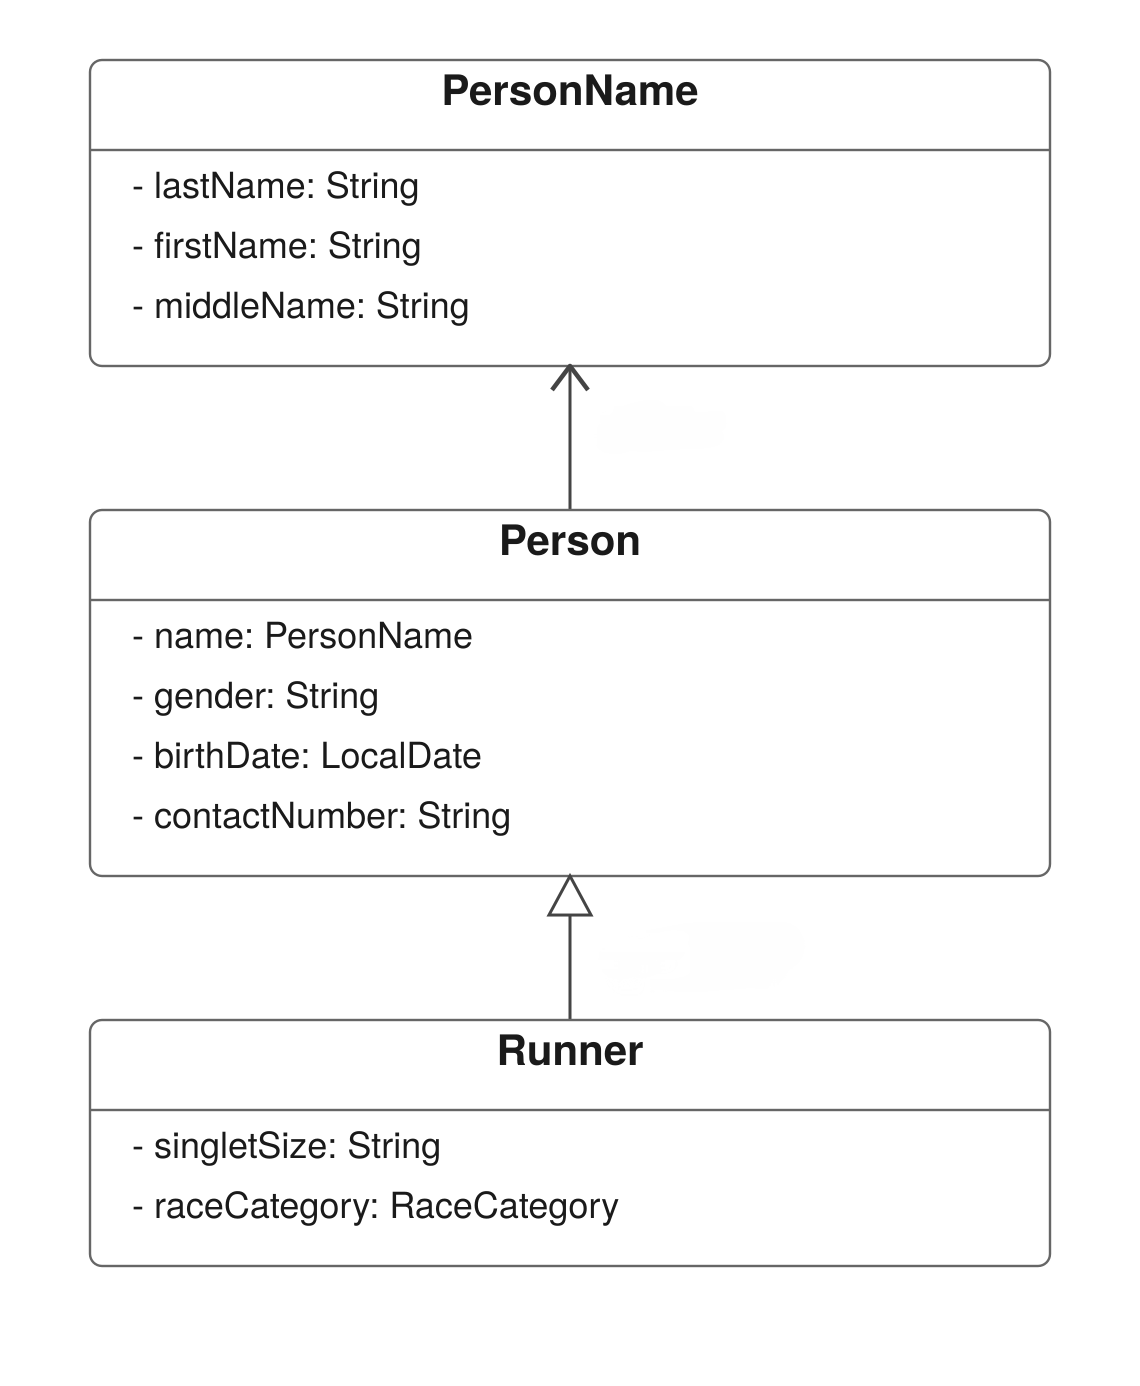 PersonName
- lastName: String
- firstName: String
- middleName: String
Person
- name: PersonName
- gender: String
- birthDate: LocalDate
- contactNumber: String
Runner
- singletSize: String
- raceCategory: RaceCategory